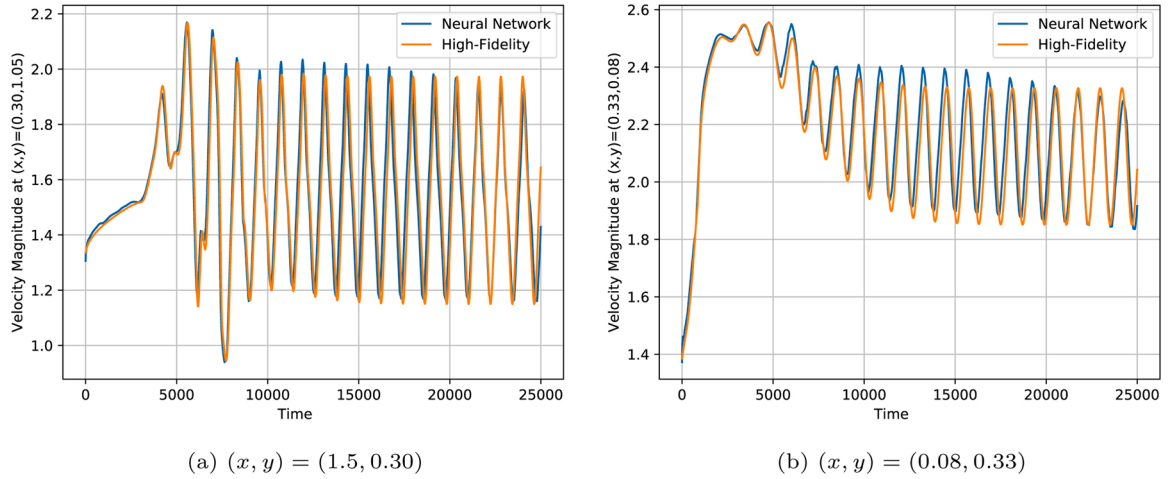 2.2
2.0
1.8
1.6
1.4
1.2
1.0
Velocity Magnitude at (x,y)=(0.30,1.05)
Neural Network
High-Fidelity
0 5000 10000 15000 20000 25000
Time
(a) (x, y) = (1.5, 0.30)
2.6
2.4
2.2
2.0
1.8
1.6
1.4
Velocity Magnitude at (x,y)=(0.33,0.08)
Neural Network
High-Fidelity
0 5000 10000 15000 20000 25000
Time
(b) (x, y) = (0.08, 0.33)